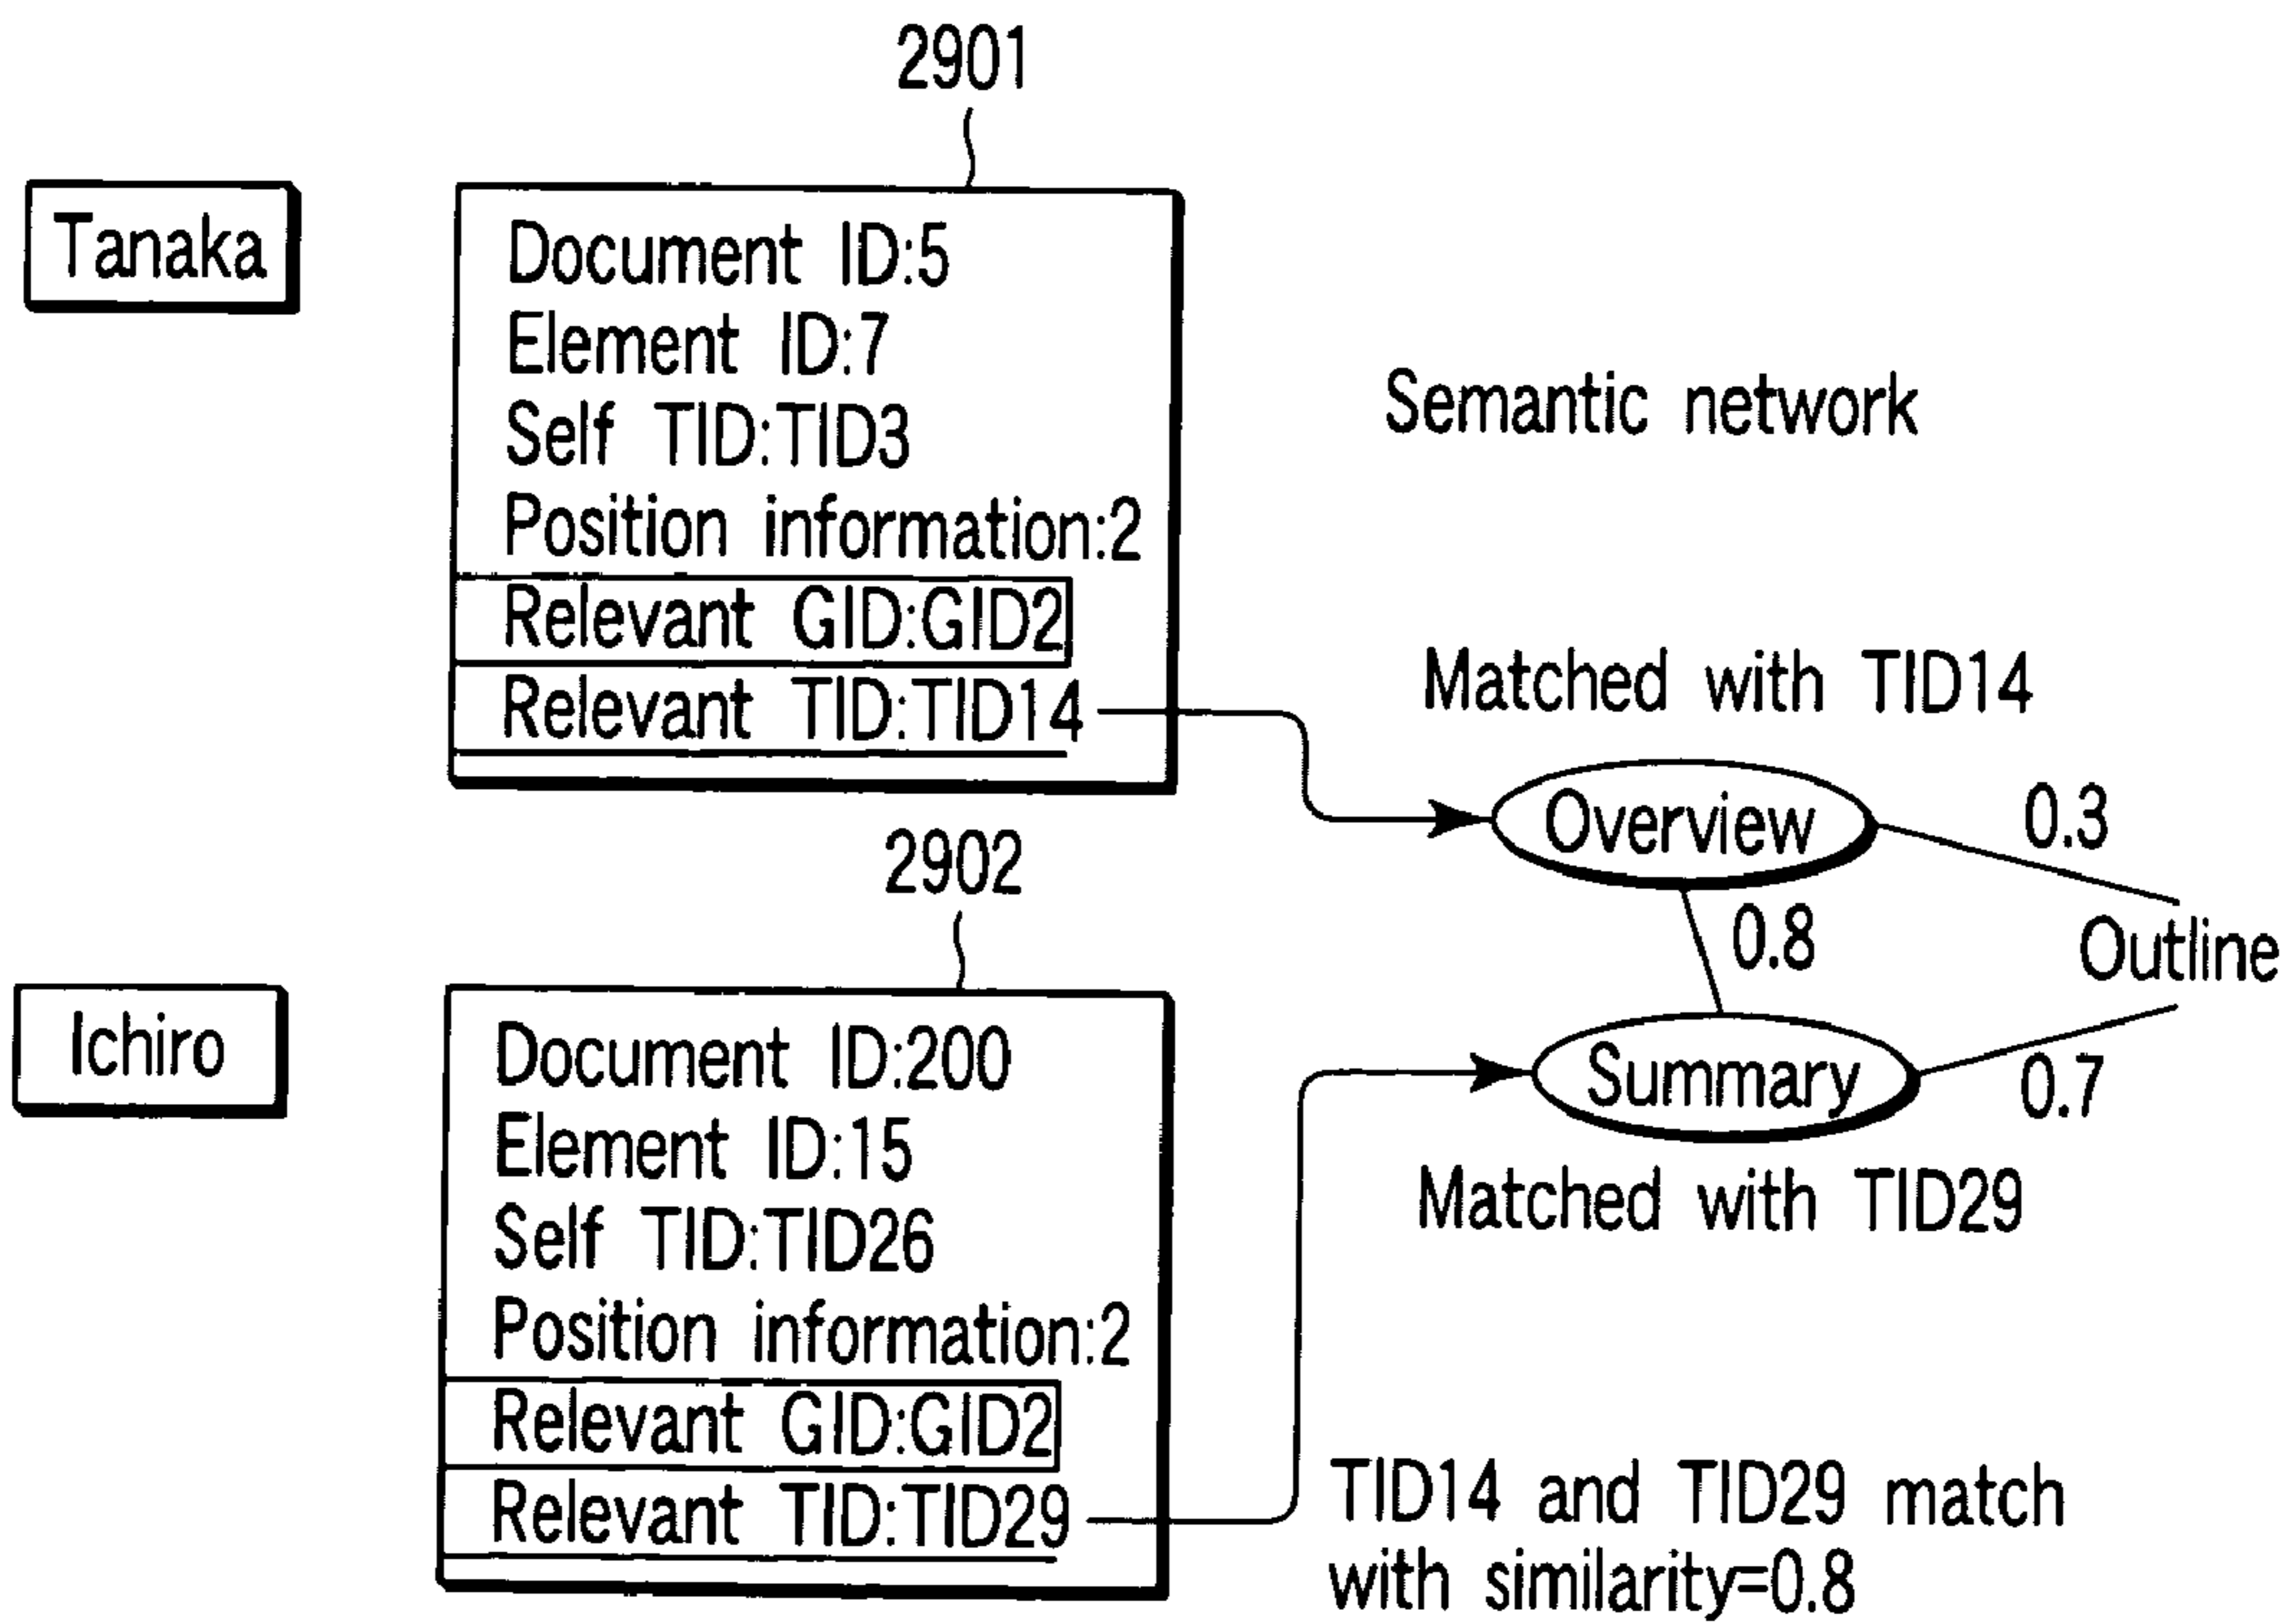 2901
Tanaka
Document ID:5
Element ID:7
Self TID:TID3
Position information:2
Relevant GID:GID2
Relevant TID:TID14
Semantic network
Matched with TID14
Overview
0.3
0.8
Outline
Summary
0.7
Matched with TID29
2902
Ichiro
Document ID:200
Element ID:15
Self TID:TID26
Position information:2
Relevant GID:GID2
Relevant TID:TID29
TID14 and TID29 match
with similarity=0.8